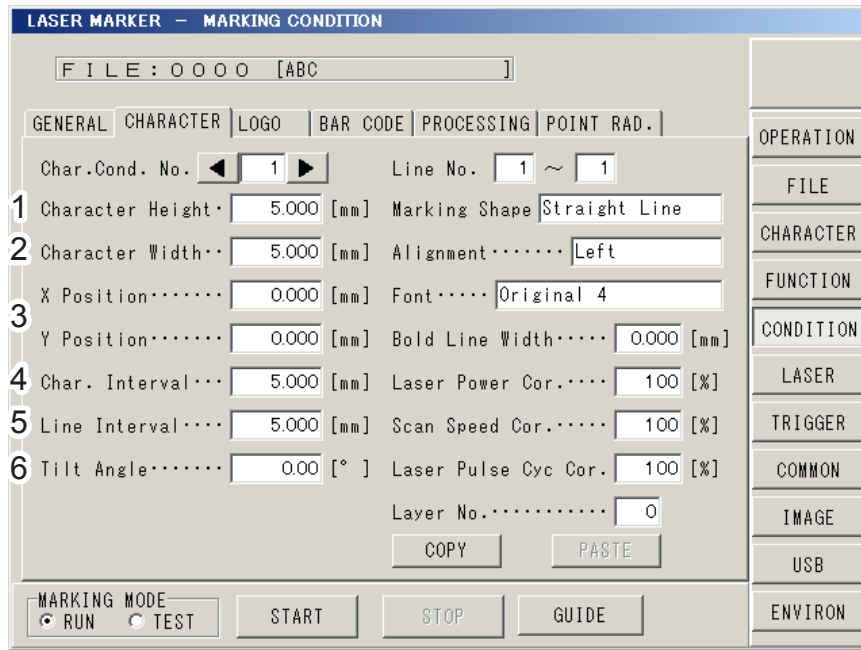 LASER MARKER － MARKING CONDITION
FILE:0000 [ABC ]
GENERAL CHARACTER LOGO BAR CODE PROCESSING POINT RAD.
Char.Cond. No. ◀ 1 ▶ Line No. 1 ～ 1
1 Character Height· 5.000 [mm] Marking Shape Straight Line
2 Character Width·· 5.000 [mm] Alignment······· Left
X Position······· 0.000 [mm] Font····· Original 4
3
Y Position······· 0.000 [mm] Bold Line Width····· 0.000 [mm]
4 Char. Interval··· 5.000 [mm] Laser Power Cor.···· 100 [%]
5 Line Interval···· 5.000 [mm] Scan Speed Cor.····· 100 [%]
6 Tilt Angle······· 0.00 [° ] Laser Pulse Cyc Cor. 100 [%]
Layer No.··········· 0
COPY PASTE
MARKING MODE
RUN TEST START STOP GUIDE
OPERATION
FILE
CHARACTER
FUNCTION
CONDITION
LASER
TRIGGER
COMMON
IMAGE
USB
ENVIRON